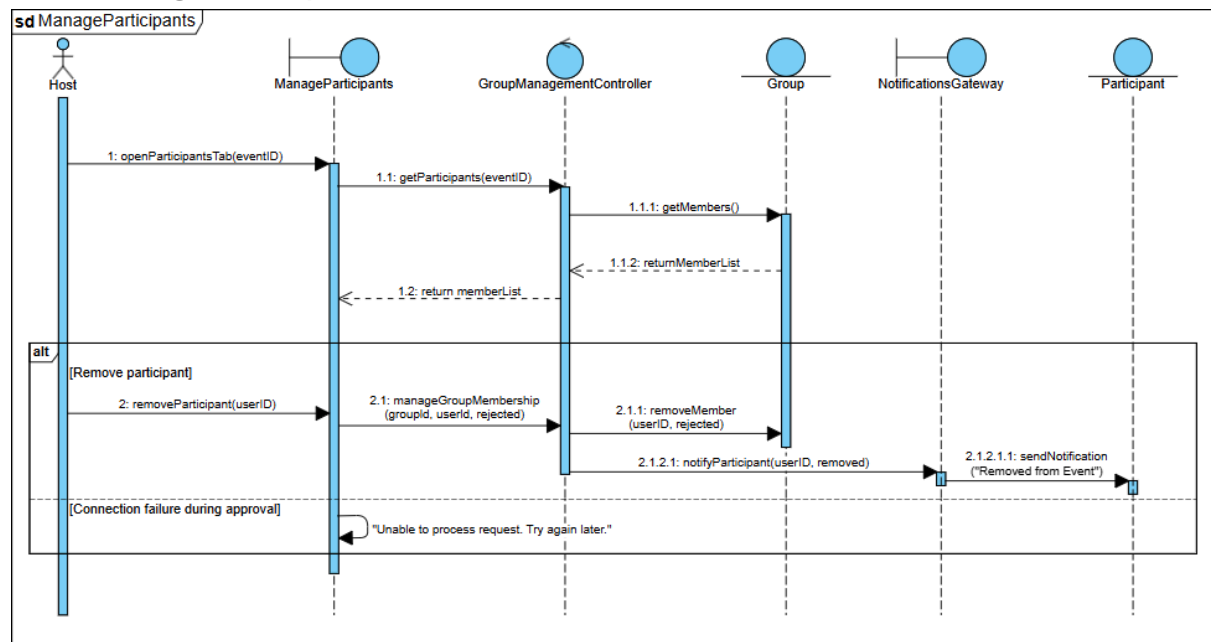 sd ManageParticipants
Host
ManageParticipants
GroupManagementController
Group
NotificationsGateway
Participant
1: openParticipantsTab(eventID)
1.1: getParticipants(eventID)
1.1.1: getMembers()
1.1.2: returnMemberList
1.2: return memberList
alt
[Remove participant]
2: removeParticipant(userID)
2.1: manageGroupMembership
(groupId, userId, rejected)
2.1.1: removeMember
(userID, rejected)
2.1.2.1: notifyParticipant(userID, removed)
2.1.2.1.1: sendNotification
("Removed from Event")
[Connection failure during approval]
"Unable to process request. Try again later."